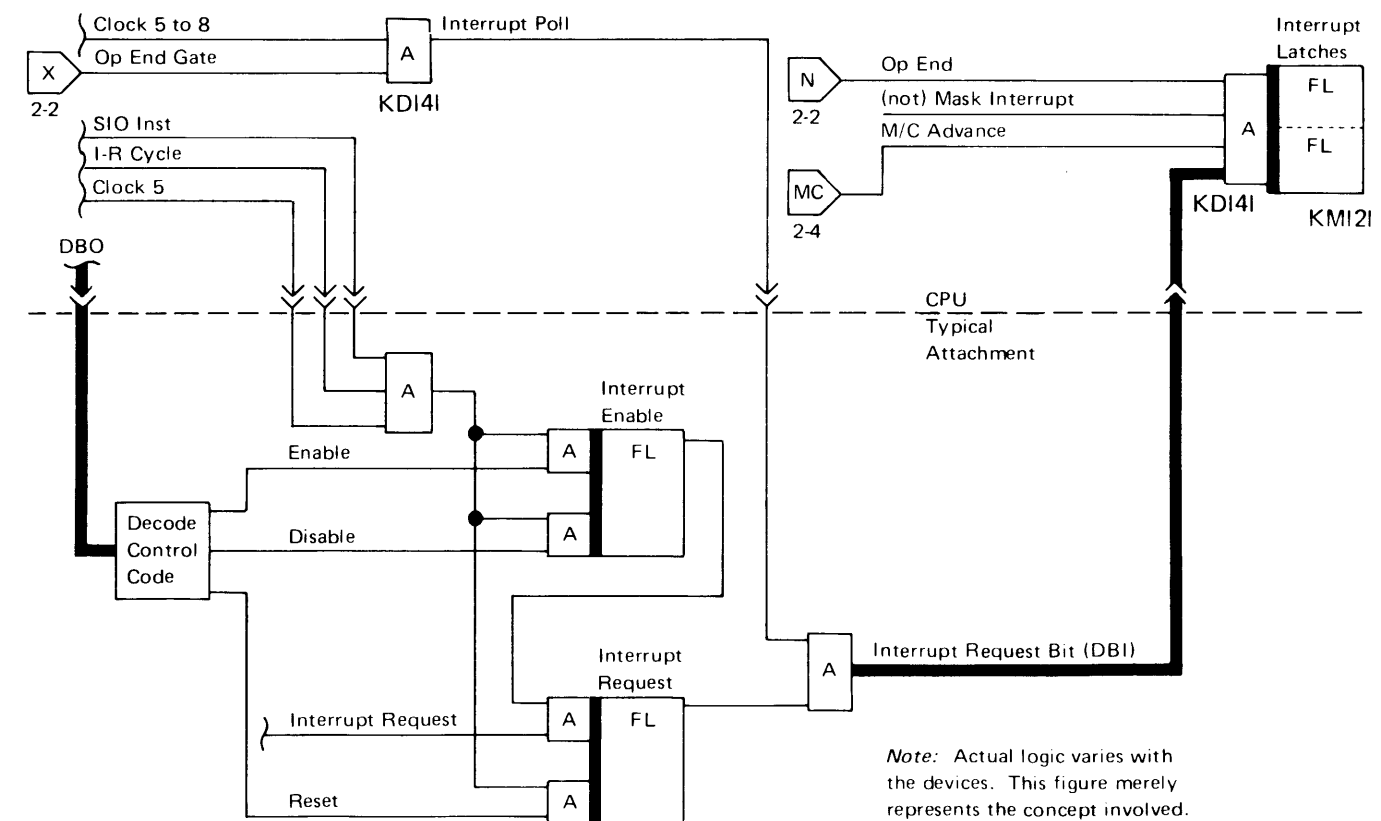 Clock 5 to 8
Op End Gate
X
2-2
A
KD141
Interrupt Poll
SIO Inst
I-R Cycle
Clock 5
DBO
N
2-2
Op End
(not) Mask Interrupt
M/C Advance
MC
2-4
A
KD141
Interrupt
Latches
FL
FL
KM121
CPU
Typical
Attachment
A
Interrupt
Enable
Enable
A
FL
Decode
Control
Code
Disable
A
Interrupt
Request
A
Interrupt Request Bit (DBI)
Interrupt Request
A
FL
Reset
A
Note: Actual logic varies with
the devices. This figure merely
represents the concept involved.